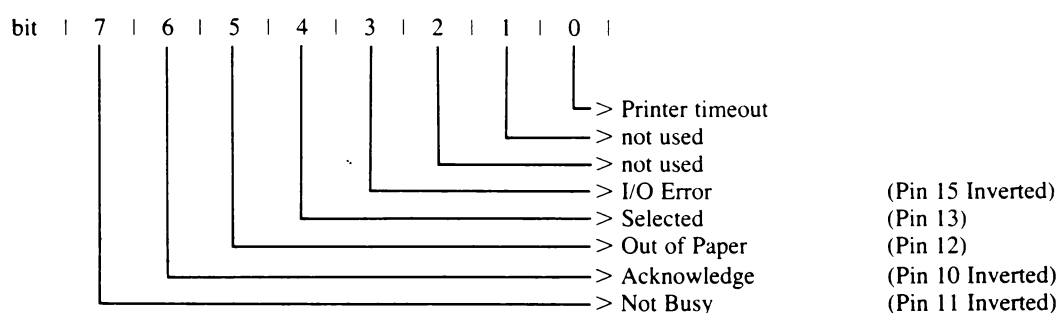 bit | 7 | 6 | 5 | 4 | 3 | 2 | 1 | 0 |
> Printer timeout
> not used
> not used
> I/O Error (Pin 15 Inverted)
> Selected (Pin 13)
> Out of Paper (Pin 12)
> Acknowledge (Pin 10 Inverted)
> Not Busy (Pin 11 Inverted)